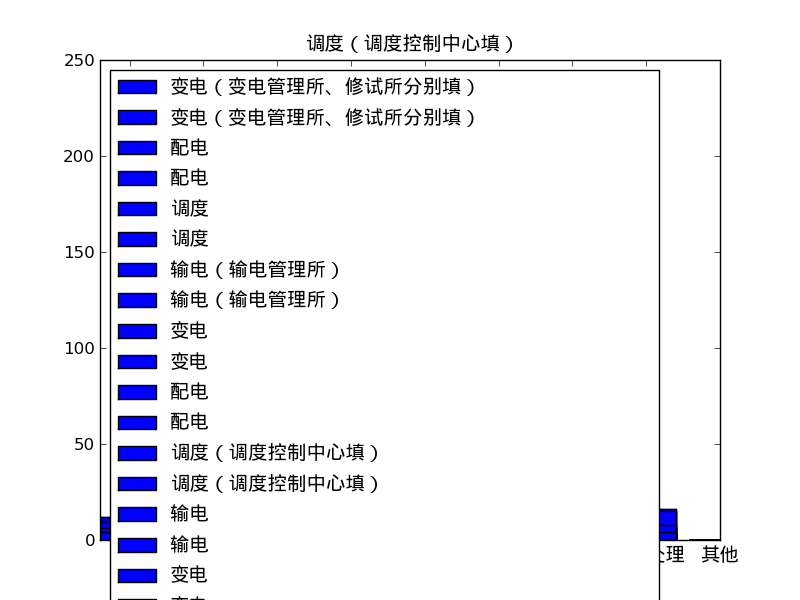 调度（调度控制中心填）
250
变电（变电管理所、修试所分别填）
变电（变电管理所、修试所分别填）
配电
200
配电
调度
调度
150
输电（输电管理所）
输电（输电管理所）
变电
100
变电
配电
配电
50
调度（调度控制中心填）
调度（调度控制中心填）
输电
0
输电
处理 其他
变电